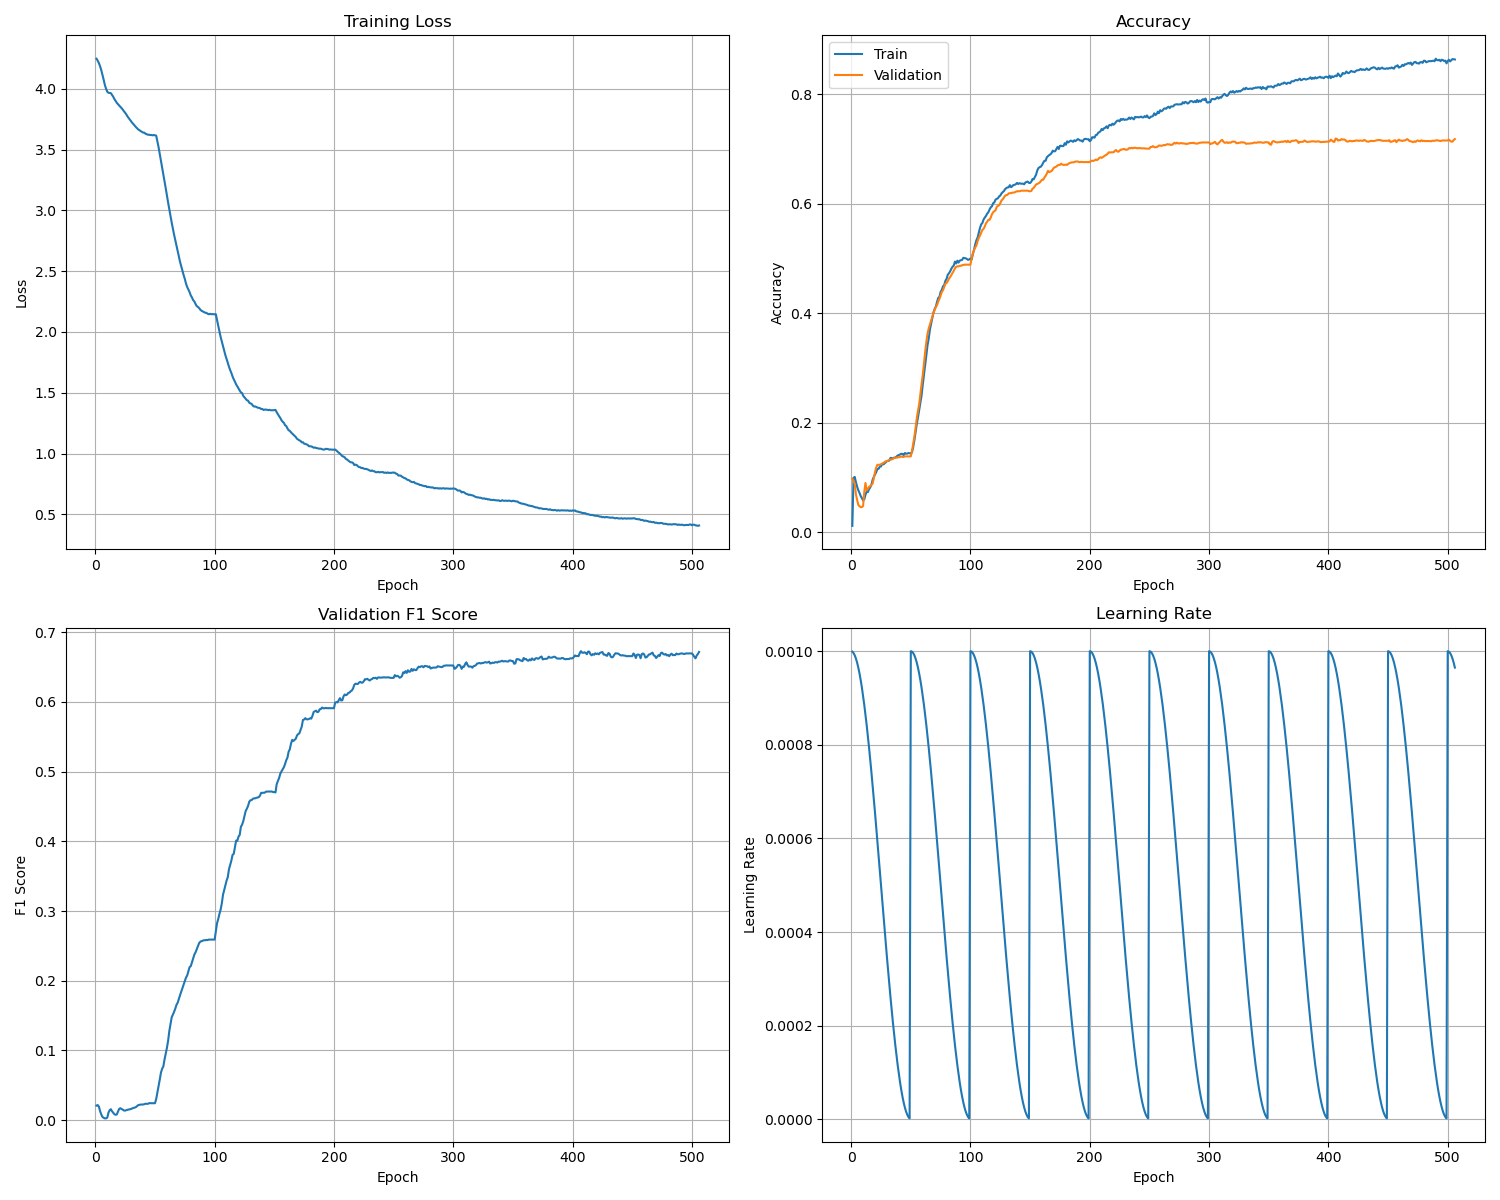 Training Loss
4.0
3.5
3.0
2.5
2.0
1.5
1.0
0.5
Loss
0 100 200 300 400 500
Epoch
Accuracy
Train
Validation
0.8
0.6
0.4
0.2
0.0
Accuracy
0 100 200 300 400 500
Epoch
Validation F1 Score
0.7
0.6
0.5
0.4
0.3
0.2
0.1
0.0
F1 Score
0 100 200 300 400 500
Epoch
Learning Rate
0.0010
0.0008
0.0006
0.0004
0.0002
0.0000
Learning Rate
0 100 200 300 400 500
Epoch